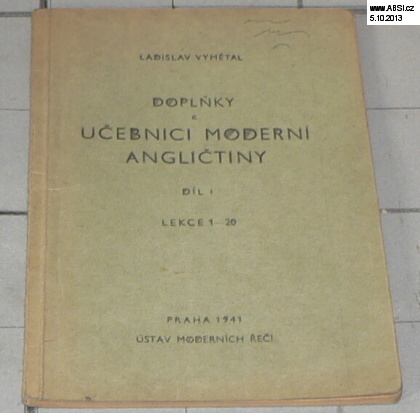 www.ABSI.cz
5.10.2013
LADISLAV VYMĚTAL
DOPLŇKY
K
UČEBNICI MODERNÍ
ANGLIČTINY
DÍL I
LEKCE 1—20
PRAHA 1941
ÚSTAV MODERNÍCH ŘEČÍ